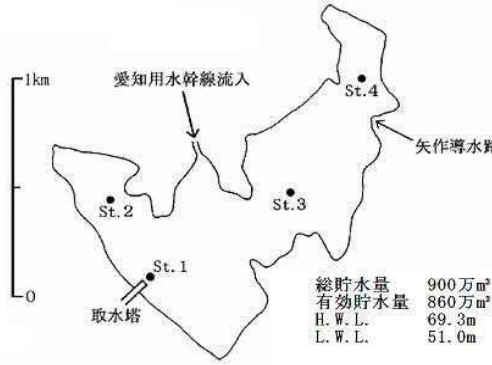 1km
愛知用水幹線流入
St.4
矢作導水路
St.2
St.3
St.1
0
取水塔
総貯水量 900万m³
有効貯水量 860万m³
H.W.L. 69.3m
L.W.L. 51.0m